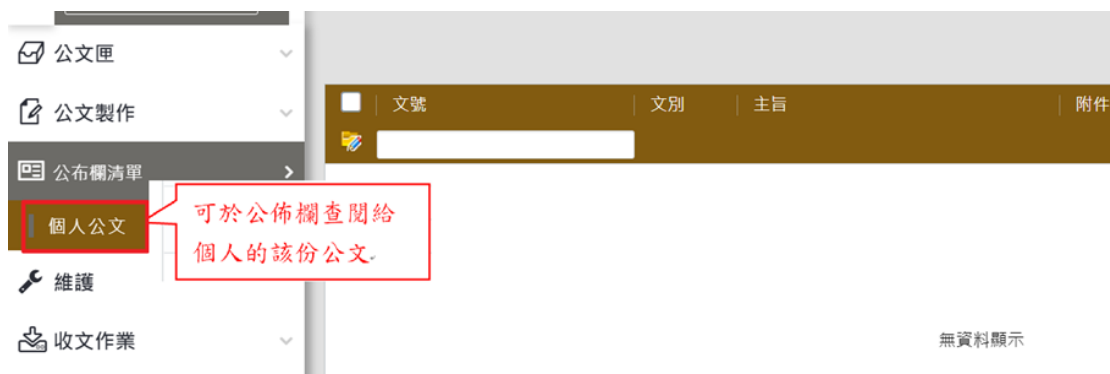 公文匣
公文製作
公布欄清單
個人公文
維護
收文作業
文號 文別 主旨 附件
可於公佈欄查閱給
個人的該份公文。
無資料顯示